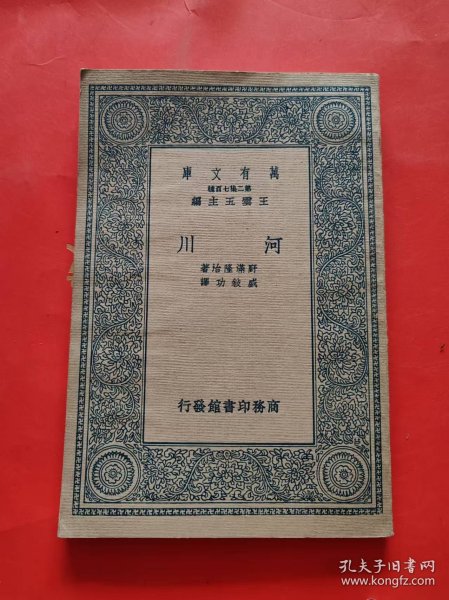 萬有文庫
第二集七百種
王雲五主編
河川
野滿隆治著
盛敍功譯
商務印書館發行
孔夫子旧书网
www.kongfz.com